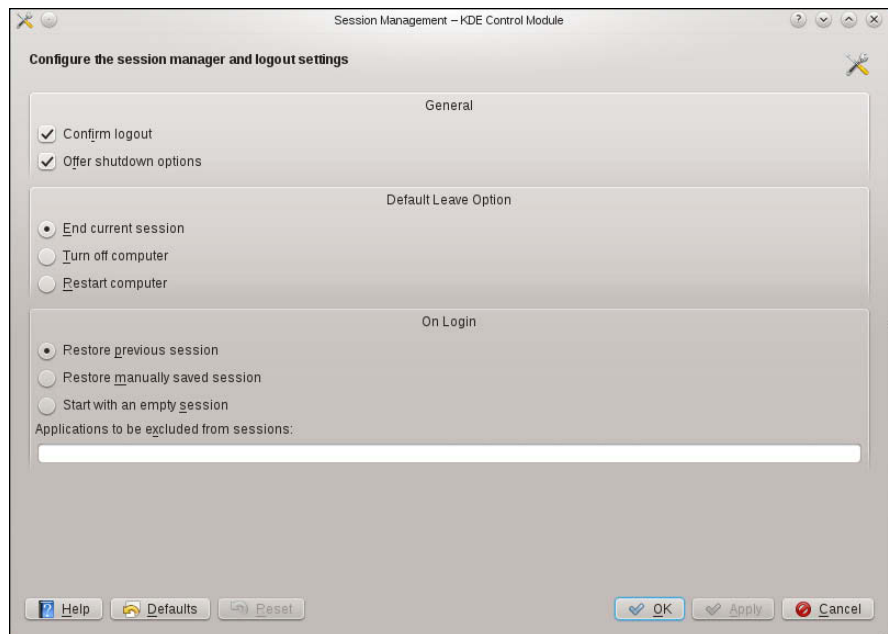 Session Management – KDE Control Module
Configure the session manager and logout settings
General
Confirm logout
Offer shutdown options
Default Leave Option
End current session
Turn off computer
Restart computer
On Login
Restore previous session
Restore manually saved session
Start with an empty session
Applications to be excluded from sessions:
Help Defaults Reset OK Apply Cancel